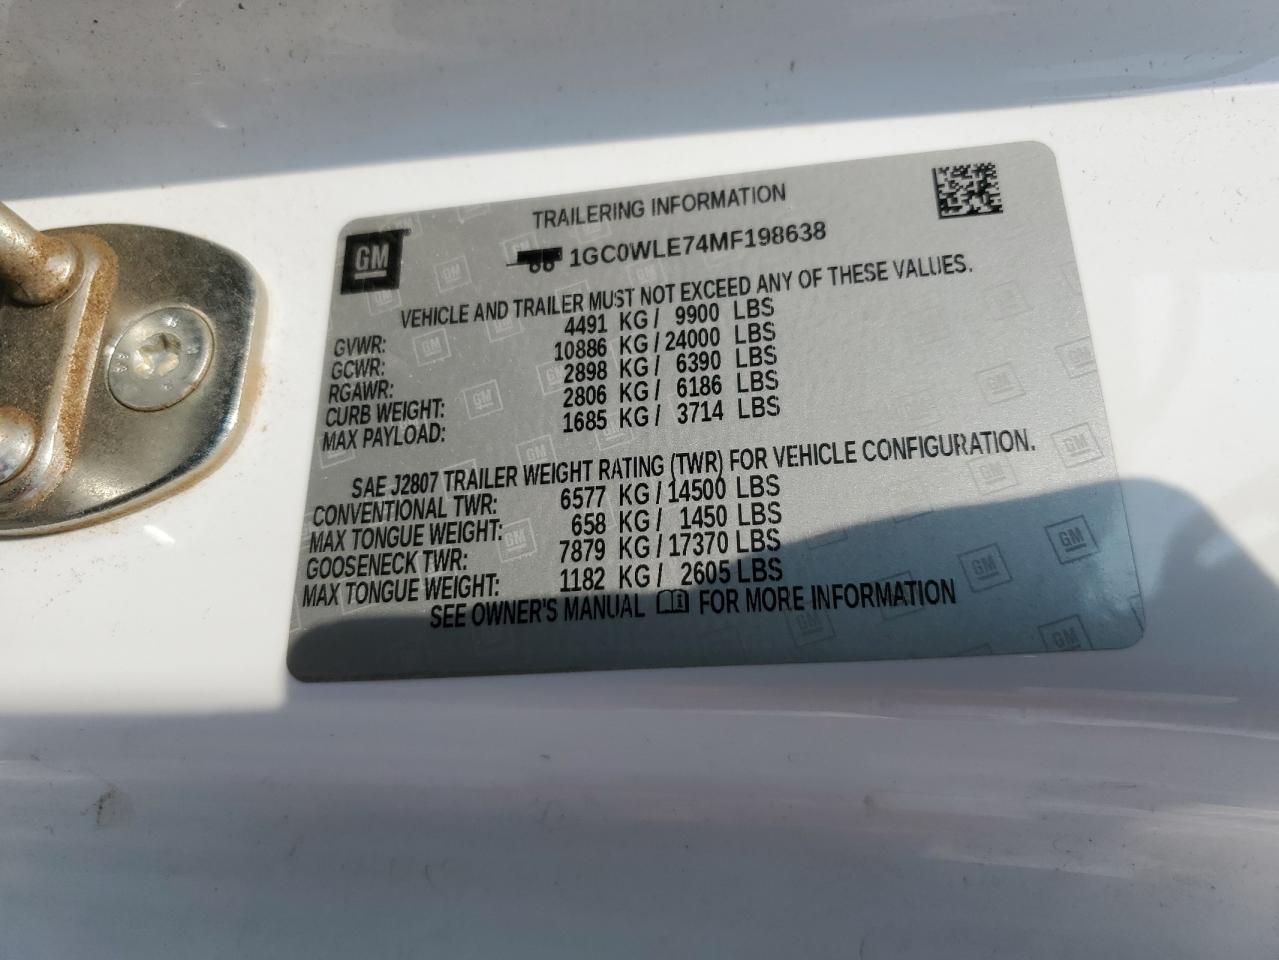 TRAILERING INFORMATION
GM
1GC0WLE74MF198638
VEHICLE AND TRAILER MUST NOT EXCEED ANY OF THESE VALUES.
GVWR: 4491 KG / 9900 LBS
GCWR: 10886 KG / 24000 LBS
RGAWR: 2898 KG / 6390 LBS
CURB WEIGHT: 2806 KG / 6186 LBS
MAX PAYLOAD: 1685 KG / 3714 LBS
SAE J2807 TRAILER WEIGHT RATING (TWR) FOR VEHICLE CONFIGURATION.
CONVENTIONAL TWR: 6577 KG / 14500 LBS
MAX TONGUE WEIGHT: 658 KG / 1450 LBS
GOOSENECK TWR: 7879 KG / 17370 LBS
MAX TONGUE WEIGHT: 1182 KG / 2605 LBS
SEE OWNER'S MANUAL FOR MORE INFORMATION